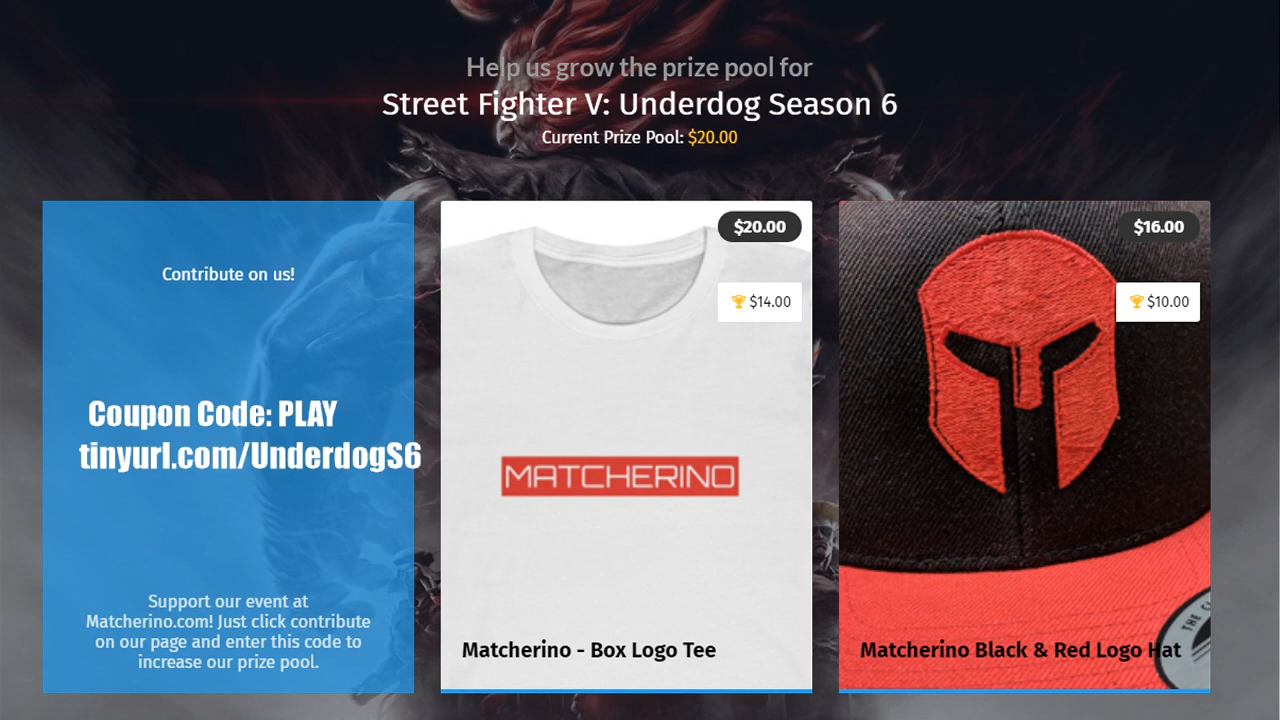 Help us grow the prize pool for
Street Fighter V: Underdog Season 6
Current Prize Pool: $20.00
Contribute on us!
Coupon Code: PLAY
tinyurl.com/UnderdogS6
Support our event at
Matcherino.com! Just click contribute
on our page and enter this code to
increase our prize pool.
$20.00
$14.00
MATCHERINO
Matcherino - Box Logo Tee
$16.00
$10.00
THE
Matcherino Black & Red Logo Hat